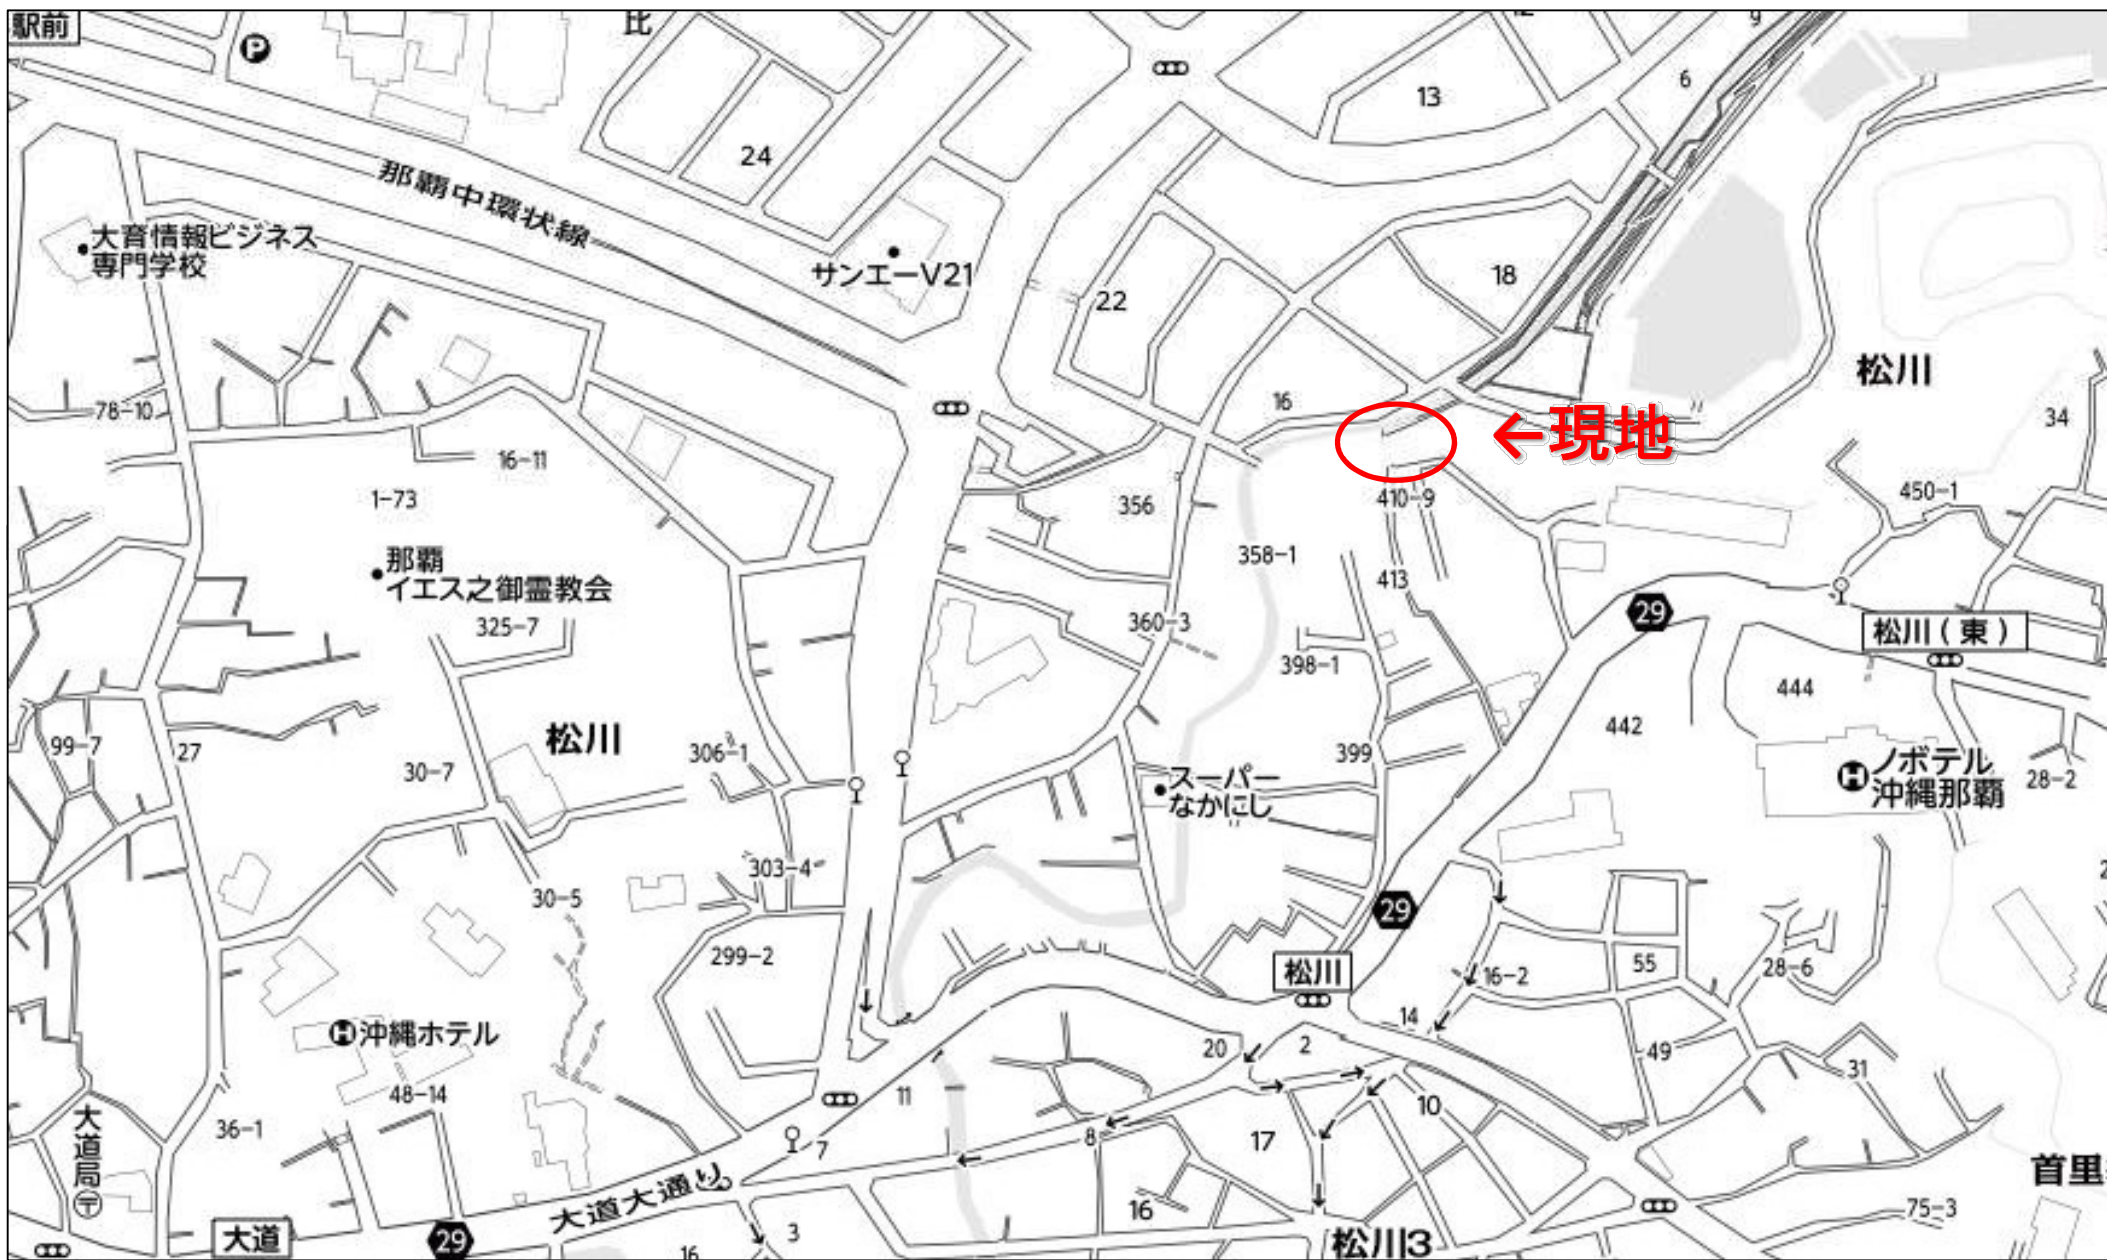 駅前
P
比
9
6
13
24
那覇中環状線
大育情報ビジネス
専門学校
サンエーV21
22
18
松川
16
78-10
←現地
34
16-11
1-73
356
410-9
450-1
358-1
那覇
イエス之御霊教会
413
29
325-7
360-3
松川(東)
398-1
444
442
松川
99-7
27
30-7
306-1
399
スーパー
なかにし
H
ノボテル
沖縄那覇
28-2
303-4
30-5
29
299-2
松川
16-2
55
28-6
14
H
沖縄ホテル
20
2
49
31
48-14
11
10
36-1
大道局
〒
7
8
17
首里
大道大通り
16
75-3
大道
29
3
16
松川3